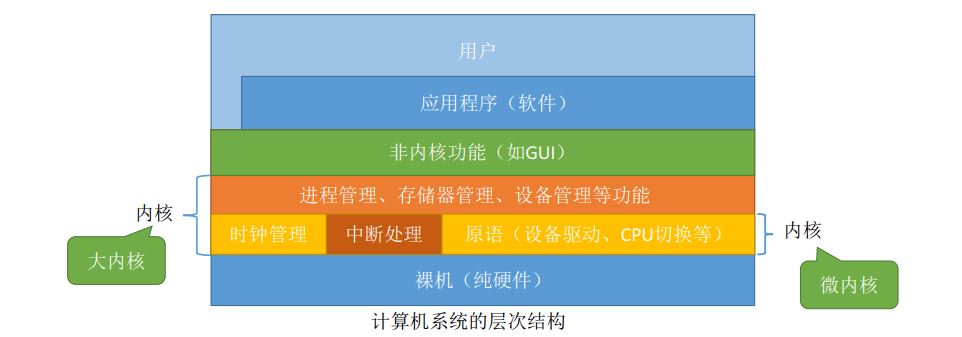 用户
应用程序（软件）
非内核功能（如GUI）
进程管理、存储器管理、设备管理等功能
内核
时钟管理
中断处理
原语（设备驱动、CPU切换等）
内核
大内核
裸机（纯硬件）
微内核
计算机系统的层次结构